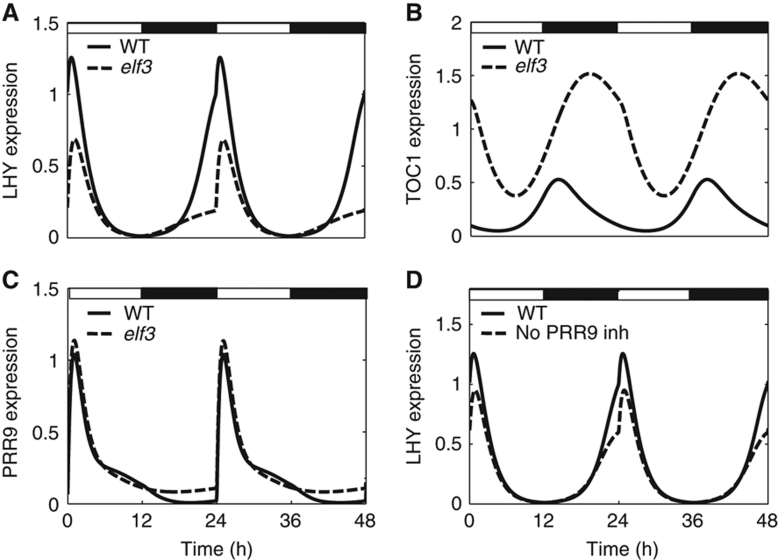 A
1.5
1
0.5
0
LHY expression
WT
elf3
B
2
1.5
1
0.5
0
TOC1 expression
WT
elf3
C
1.5
1
0.5
0
PRR9 expression
WT
elf3
0 12 24 36 48
Time (h)
D
1.5
1
0.5
0
LHY expression
WT
No PRR9 inh
0 12 24 36 48
Time (h)